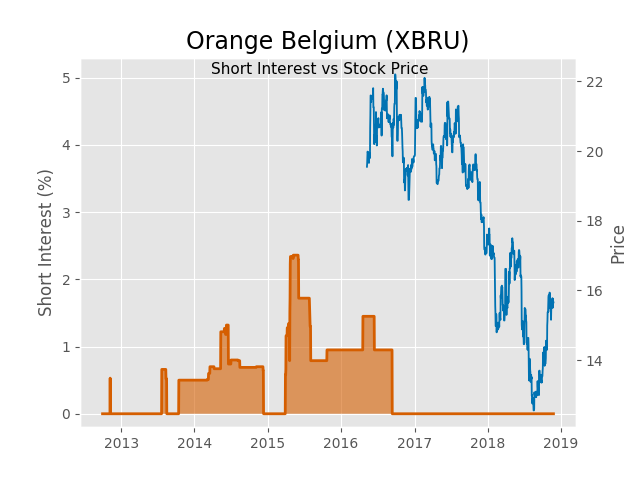 Orange Belgium (XBRU)
Short Interest vs Stock Price
Short Interest (%)
5
4
3
2
1
0
22
20
18
16
14
Price
2013 2014 2015 2016 2017 2018 2019